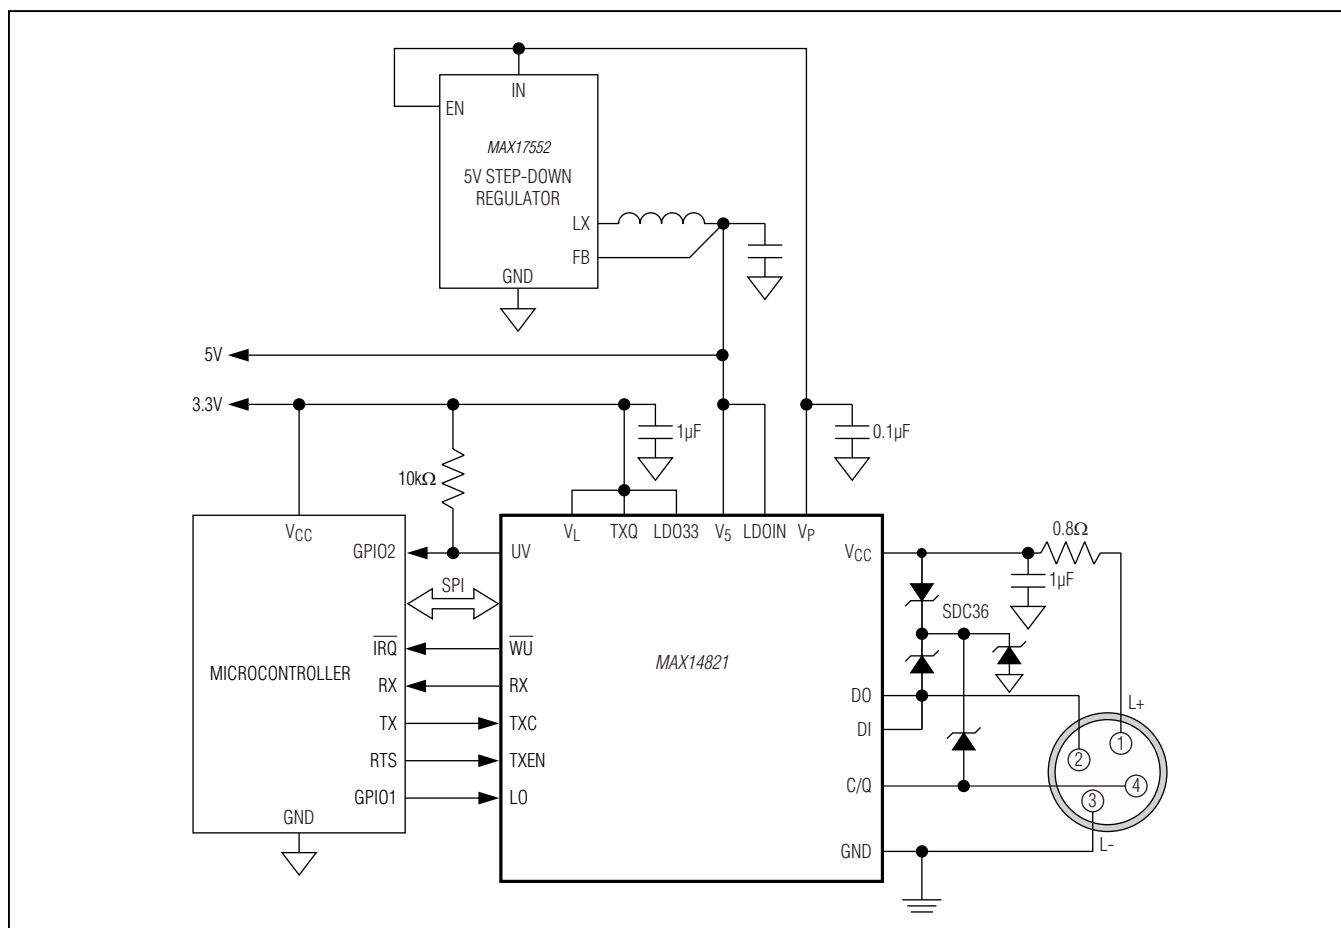 IN
EN
MAX17552
5V STEP-DOWN
REGULATOR
LX
FB
GND
5V
3.3V
1µF
0.1µF
10kΩ
VCC
GPIO2
SPI
IRQ
RX
TX
RTS
GPIO1
MICROCONTROLLER
GND
VL
TXQ
LDO33
V5
LDOIN
VP
UV
WU
RX
TXC
TXEN
LO
MAX14821
VCC
DO
DI
C/Q
GND
0.8Ω
1µF
SDC36
L+
1
2
4
3
L-